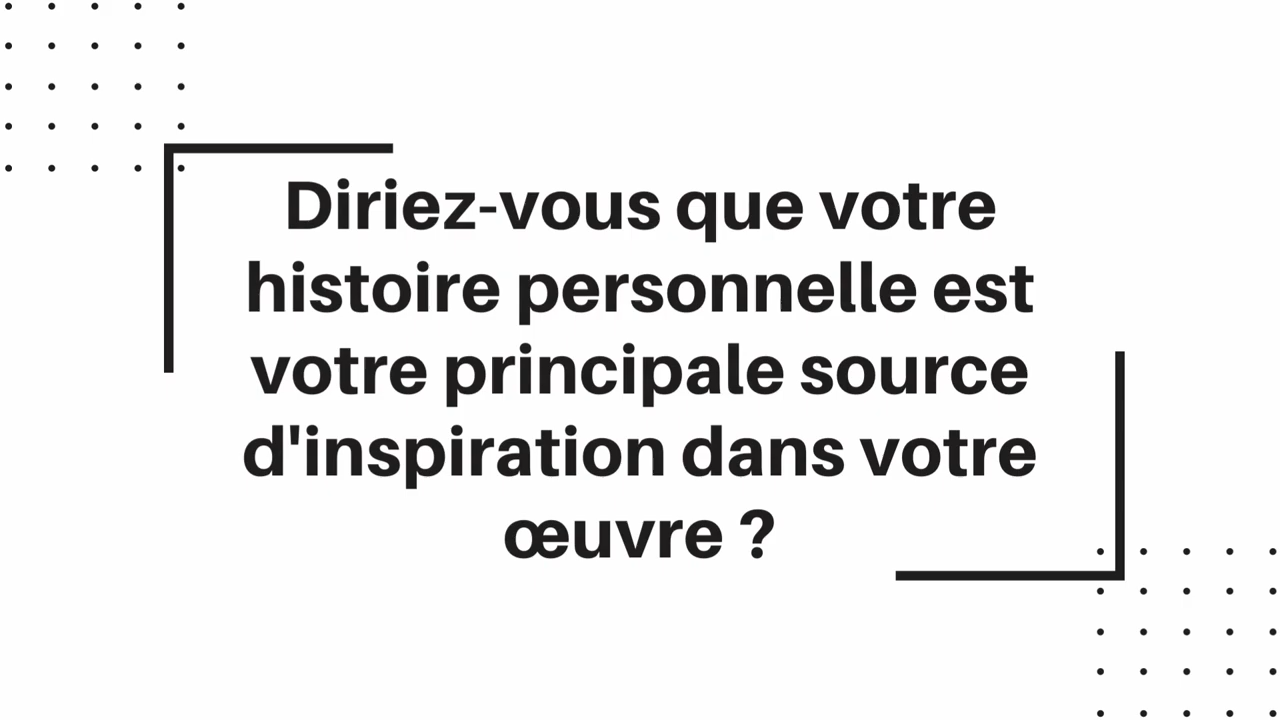 Diriez-vous que votre
histoire personnelle est
votre principale source
d'inspiration dans votre
œuvre ?